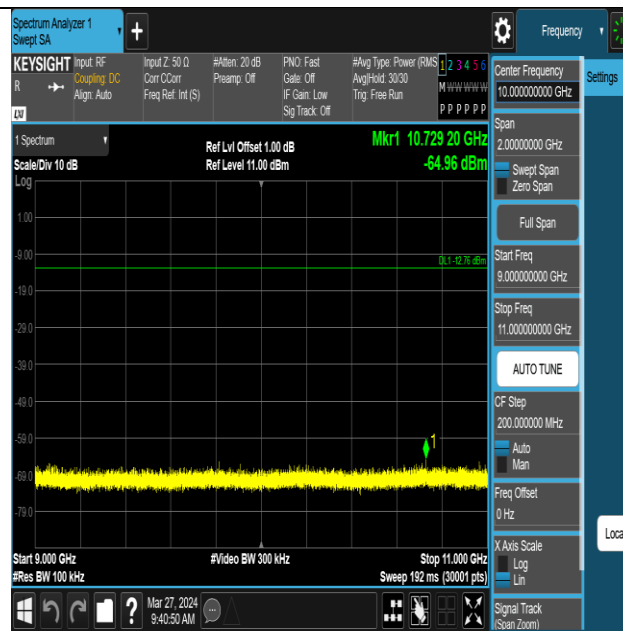 Spectrum Analyzer 1
Swept SA
Frequency
KEYSIGHT
R
LXI
Input: RF
Coupling: DC
Align: Auto
Input Z: 50 Ω
Corr CCorr
Freq Ref: Int (S)
#Atten: 20 dB
Preamp: Off
PNO: Fast
Gate: Off
IF Gain: Low
Sig Track: Off
#Avg Type: Power (RMS
Avg|Hold: 30/30
Trig: Free Run
1 2 3 4 5 6
M W W W W W
P P P P P P
1 Spectrum
Scale/Div 10 dB
Ref Lvl Offset 1.00 dB
Ref Level 11.00 dBm
Mkr1 10.729 20 GHz
-64.96 dBm
Log
1.00
-9.00
DL1 -12.76 dBm
-19.0
-29.0
-39.0
-49.0
-59.0
1
-69.0
-79.0
Start 9.000 GHz
#Res BW 100 kHz
#Video BW 300 kHz
Stop 11.000 GHz
Sweep 192 ms (30001 pts)
Center Frequency
10.000000000 GHz
Settings
Span
2.00000000 GHz
Swept Span
Zero Span
Full Span
Start Freq
9.000000000 GHz
Stop Freq
11.000000000 GHz
AUTO TUNE
CF Step
200.000000 MHz
Auto
Man
Freq Offset
0 Hz
X Axis Scale
Log
Lin
Loca
Signal Track
(Span Zoom)
?
Mar 27, 2024
9:40:50 AM